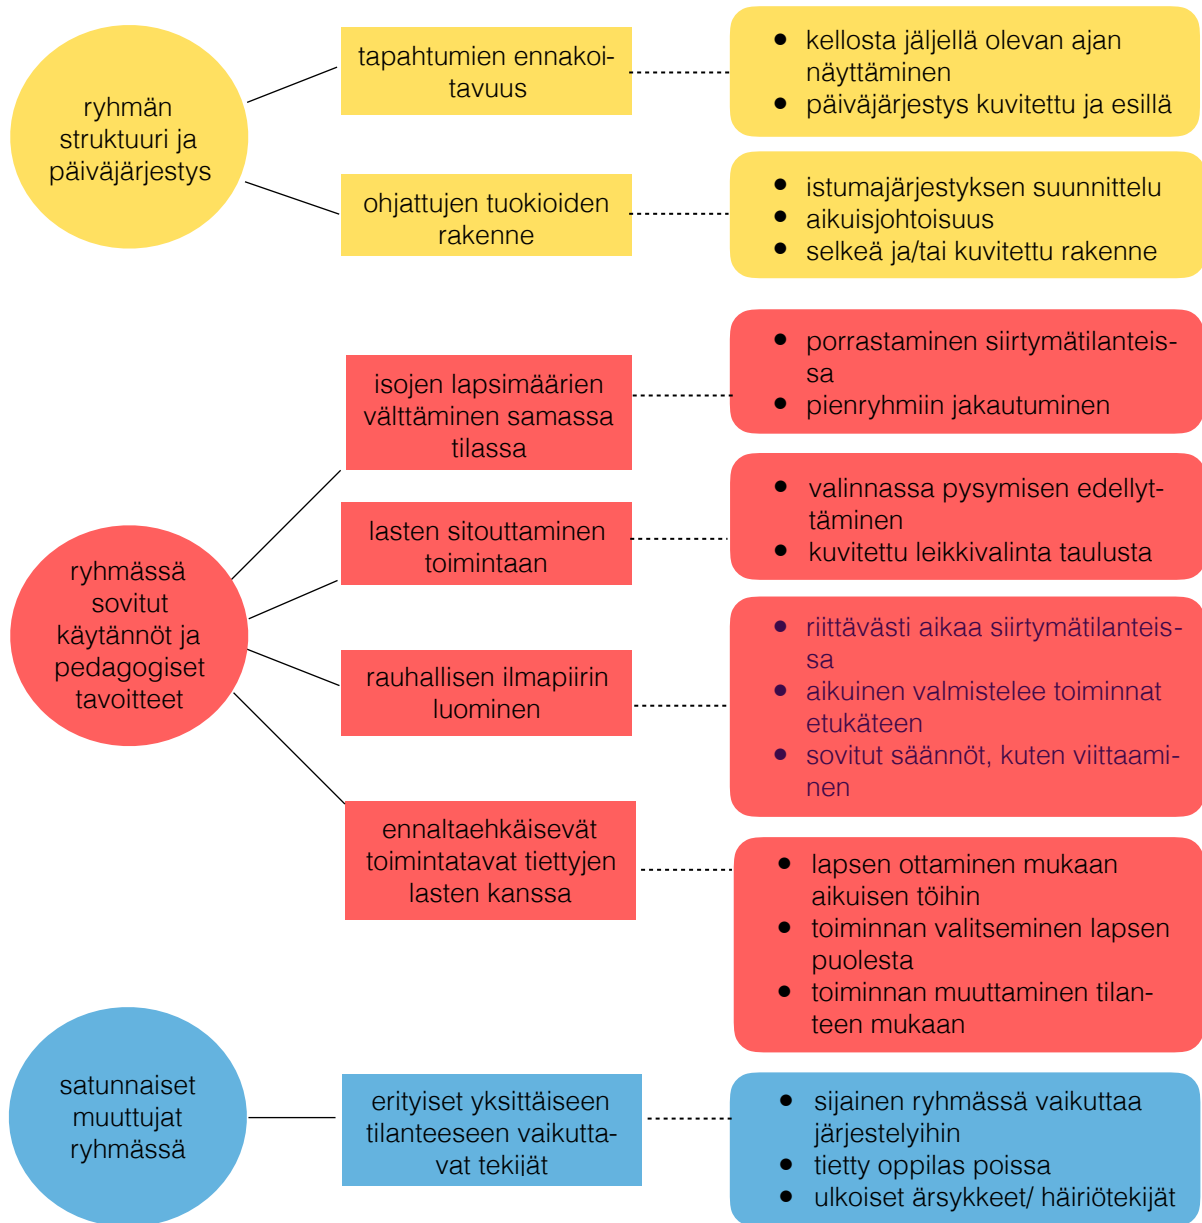 ryhmän
struktuuri ja
päiväjärjestys
tapahtumien ennakoi-
tavuus
• kellosta jäljellä olevan ajan
näyttäminen
• päiväjärjestys kuvitettu ja esillä
ohjattujen tuokioiden
rakenne
• istumajärjestyksen suunnittelu
• aikuisjohtoisuus
• selkeä ja/tai kuvitettu rakenne
ryhmässä
sovitut
käytännöt ja
pedagogiset
tavoitteet
isojen lapsimäärien
välttäminen samassa
tilassa
• porrastaminen siirtymätilanteis-
sa
• pienryhmiin jakautuminen
lasten sitouttaminen
toimintaan
• valinnassa pysymisen edellyt-
täminen
• kuvitettu leikkivalinta taulusta
rauhallisen ilmapiirin
luominen
• riittävästi aikaa siirtymätilanteis-
sa
• aikuinen valmistelee toiminnat
etukäteen
• sovitut säännöt, kuten viittaami-
nen
ennaltaehkäisevät
toimintatavat tiettyjen
lasten kanssa
• lapsen ottaminen mukaan
aikuisen töihin
• toiminnan valitseminen lapsen
puolesta
• toiminnan muuttaminen tilan-
teen mukaan
satunnaiset
muuttujat
ryhmässä
erityiset yksittäiseen
tilanteeseen vaikutta-
vat tekijät
• sijainen ryhmässä vaikuttaa
järjestelyihin
• tietty oppilas poissa
• ulkoiset ärsykkeet/ häiriötekijät